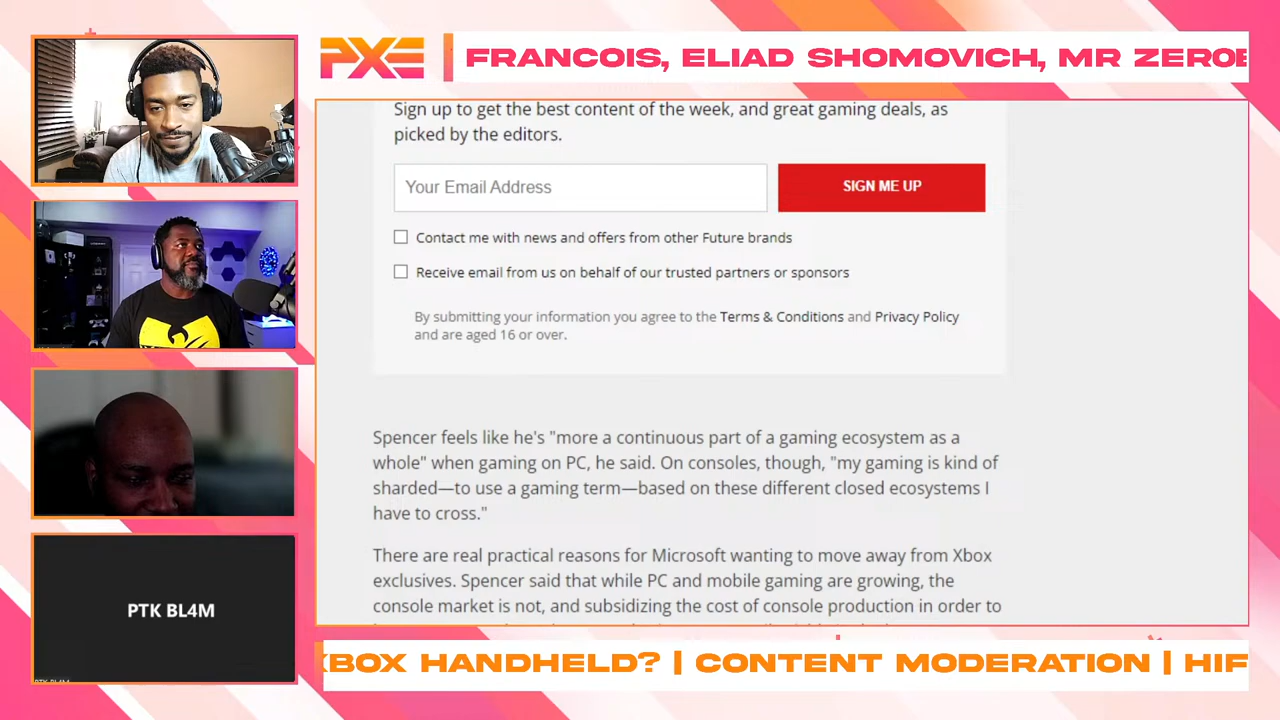 PXE
FRANCOIS, ELIAD SHOMOVICH, MR ZEROE
Sign up to get the best content of the week, and great gaming deals, as
picked by the editors.
Your Email Address
SIGN ME UP
Contact me with news and offers from other Future brands
Receive email from us on behalf of our trusted partners or sponsors
By submitting your information you agree to the Terms & Conditions and Privacy Policy
and are aged 16 or over.
Spencer feels like he's "more a continuous part of a gaming ecosystem as a
whole" when gaming on PC, he said. On consoles, though, "my gaming is kind of
sharded—to use a gaming term—based on these different closed ecosystems I
have to cross."
There are real practical reasons for Microsoft wanting to move away from Xbox
exclusives. Spencer said that while PC and mobile gaming are growing, the
console market is not, and subsidizing the cost of console production in order to
PTK BL4M
XBOX HANDHELD? | CONTENT MODERATION | HIF